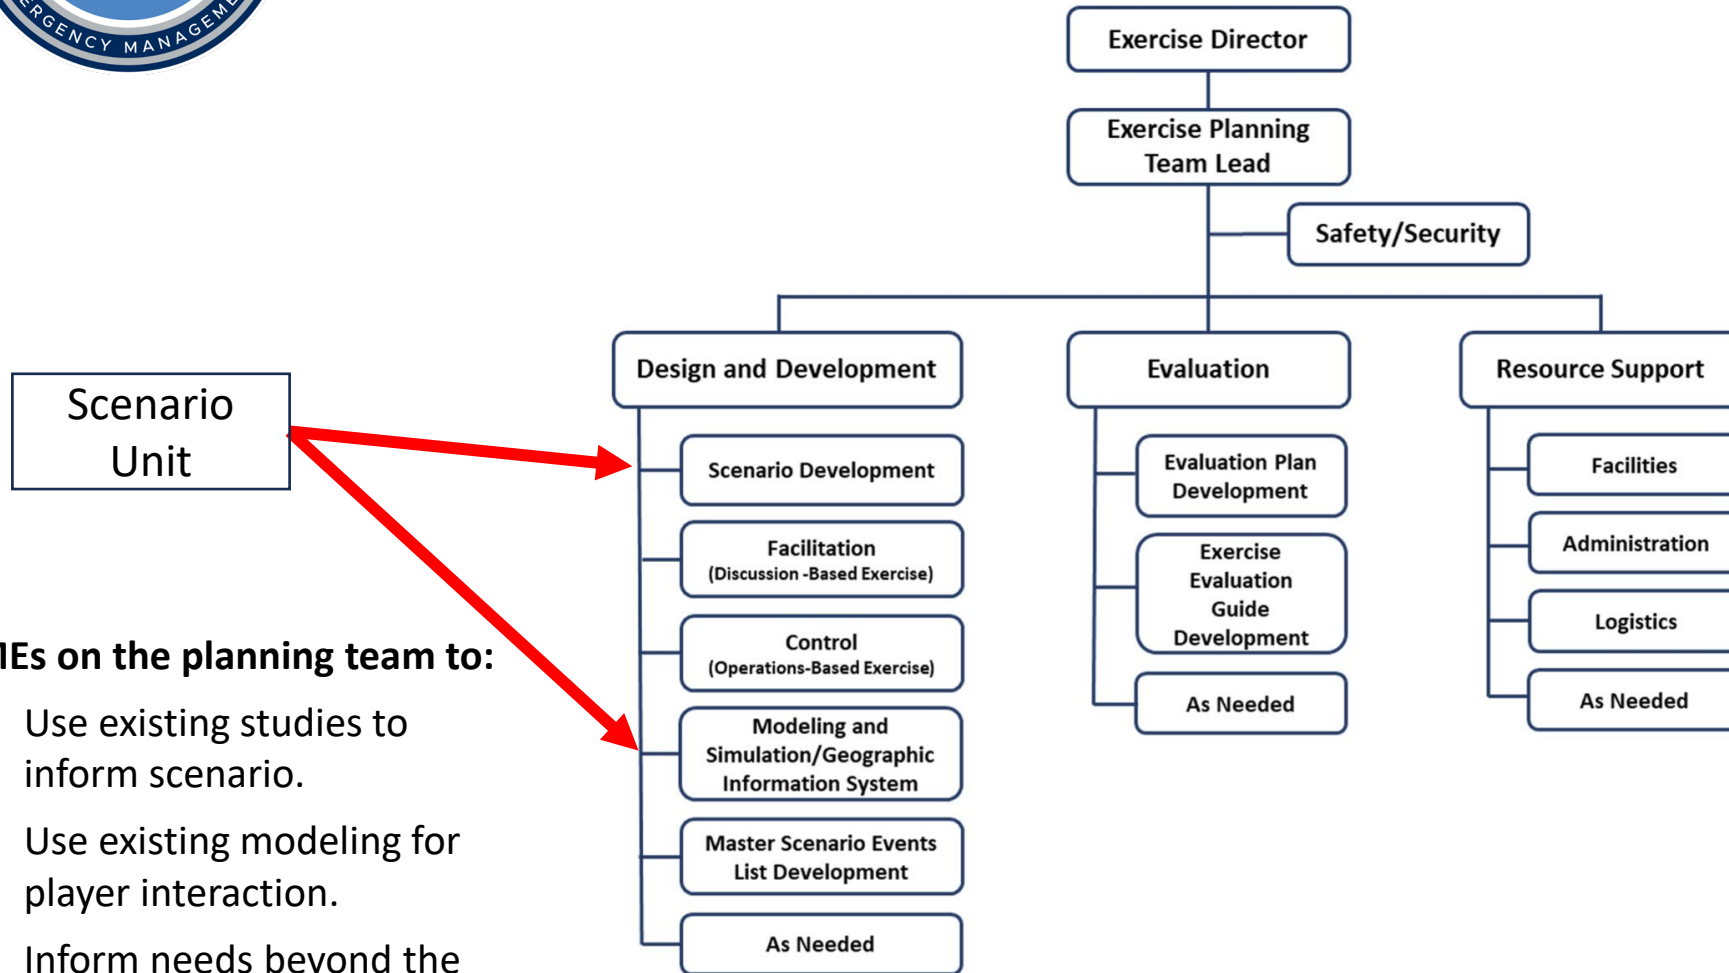 EMERGENCY MANAGEME
Exercise Director
Exercise Planning
Team Lead
Safety/Security
Design and Development
Evaluation
Resource Support
Scenario
Unit
Scenario Development
Facilitation
(Discussion -Based Exercise)
Control
(Operations-Based Exercise)
Modeling and
Simulation/Geographic
Information System
Master Scenario Events
List Development
As Needed
Evaluation Plan
Development
Exercise
Evaluation
Guide
Development
As Needed
Facilities
Administration
Logistics
As Needed
MEs on the planning team to:
Use existing studies to
inform scenario.
Use existing modeling for
player interaction.
Inform needs beyond the